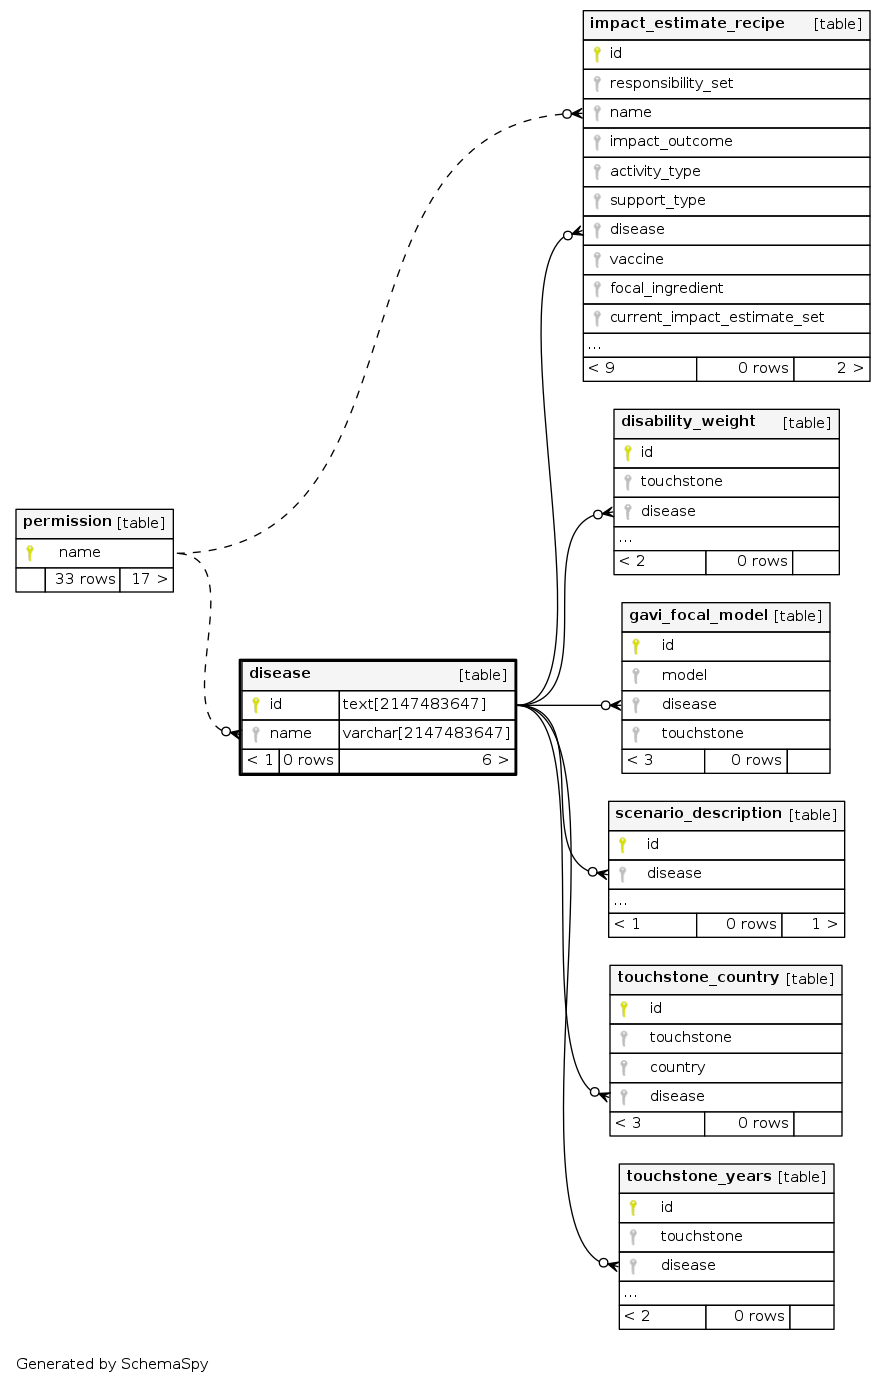 impact_estimate_recipe [table]
id
responsibility_set
name
impact_outcome
activity_type
support_type
disease
vaccine
focal_ingredient
current_impact_estimate_set
...
< 9 0 rows 2 >
disability_weight [table]
id
touchstone
disease
...
< 2 0 rows
permission [table]
name
33 rows 17 >
gavi_focal_model [table]
id
model
disease
touchstone
< 3 0 rows
disease [table]
id text[2147483647]
name varchar[2147483647]
< 1 0 rows 6 >
scenario_description [table]
id
disease
...
< 1 0 rows 1 >
touchstone_country [table]
id
touchstone
country
disease
< 3 0 rows
touchstone_years [table]
id
touchstone
disease
...
< 2 0 rows
Generated by SchemaSpy